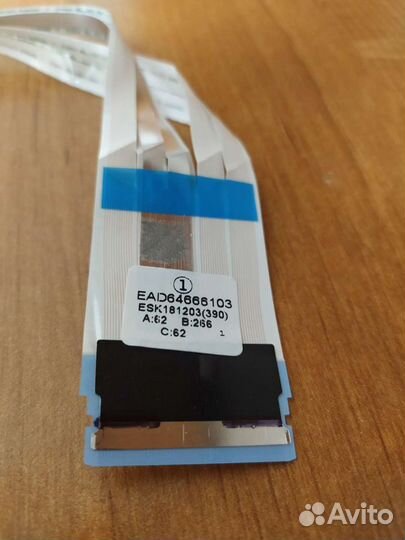 ①
EAD64666103
ESK181203(390)
A:62 B:266
C:62 1
Avito